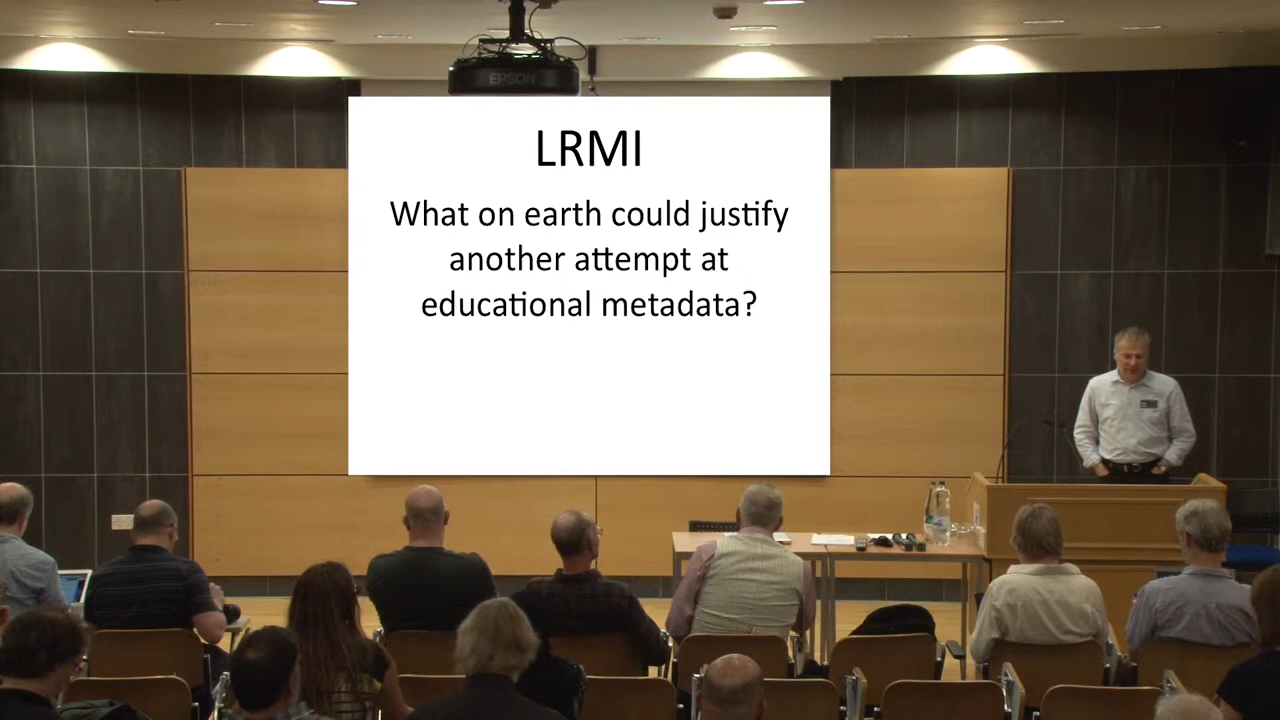 EPSON
LRMI
What on earth could justify
another attempt at
educational metadata?